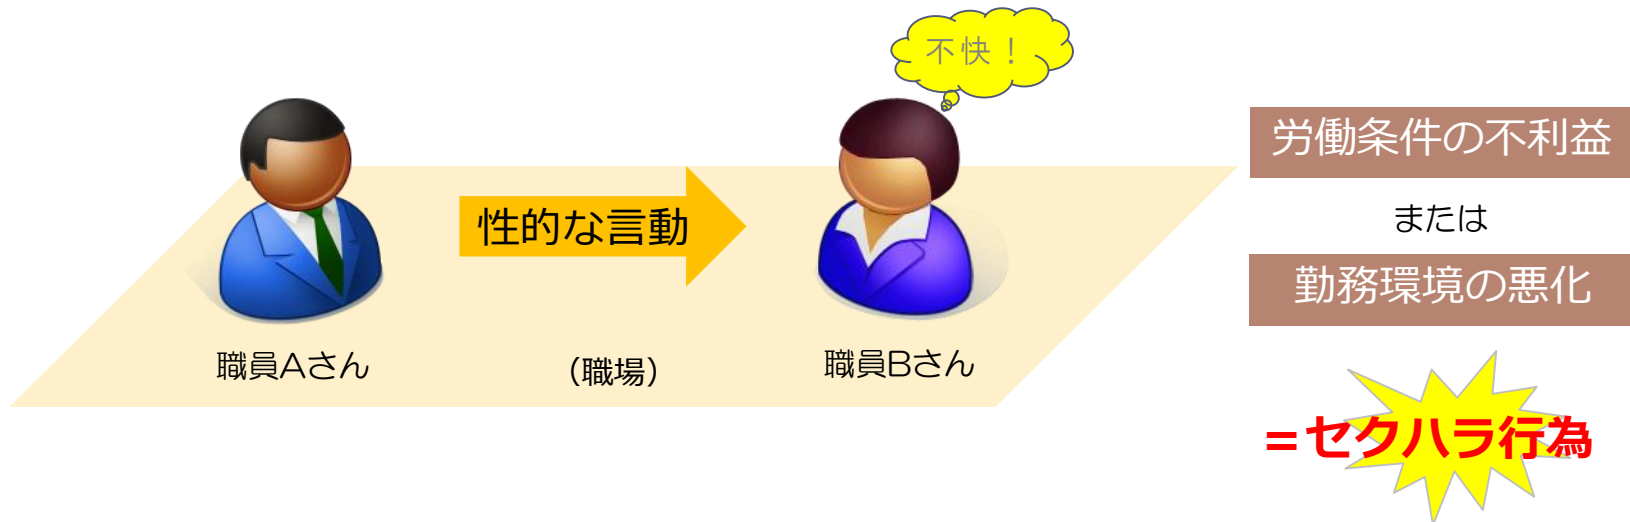 不快！
性的な言動
職員Aさん
（職場）
職員Bさん
労働条件の不利益
または
勤務環境の悪化
＝セクハラ行為